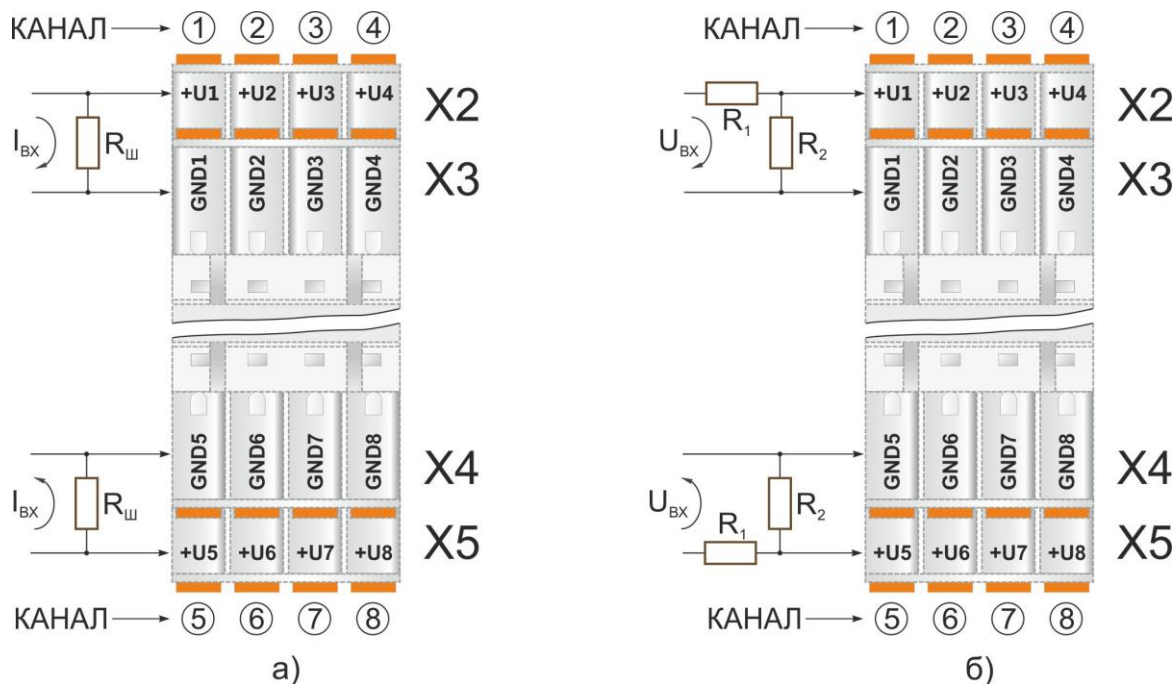 КАНАЛ 1 2 3 4
+U1 +U2 +U3 +U4 X2
IВХ RШ
GND1 GND2 GND3 GND4 X3
GND5 GND6 GND7 GND8 X4
IВХ RШ
+U5 +U6 +U7 +U8 X5
КАНАЛ 5 6 7 8
а)
КАНАЛ 1 2 3 4
+U1 +U2 +U3 +U4 X2
R1
UВХ R2
GND1 GND2 GND3 GND4 X3
GND5 GND6 GND7 GND8 X4
UВХ R2
R1
+U5 +U6 +U7 +U8 X5
КАНАЛ 5 6 7 8
б)